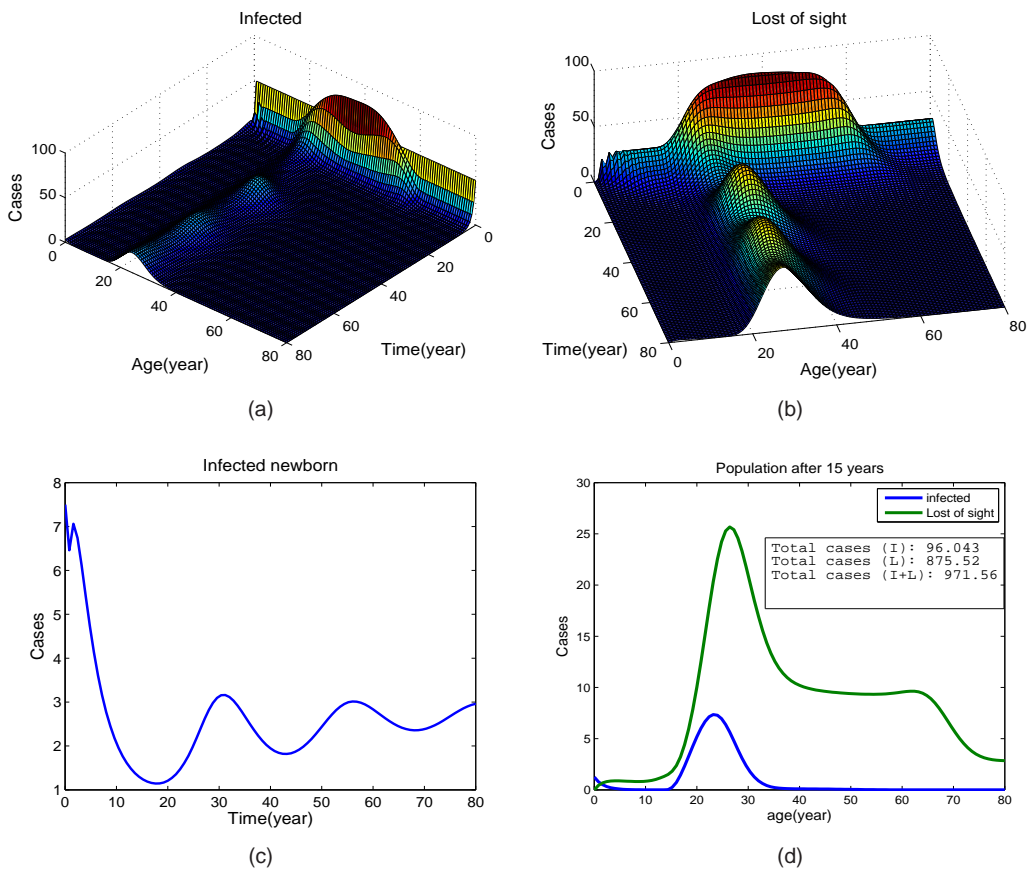 Infected
Cases
100
50
0
0
20
40
60
80
Age(year)
80
60
40
20
0
Time(year)
(a)
Lost of sight
Cases
100
50
0
0
20
40
60
80
Time(year)
0
20
40
60
80
Age(year)
(b)
Infected newborn
Cases
8
7
6
5
4
3
2
1
0 10 20 30 40 50 60 70 80
Time(year)
(c)
Population after 15 years
Cases
30
25
20
15
10
5
0
0 10 20 30 40 50 60 70 80
age(year)
infected
Lost of sight
Total cases (I): 96.043
Total cases (L): 875.52
Total cases (I+L): 971.56
(d)